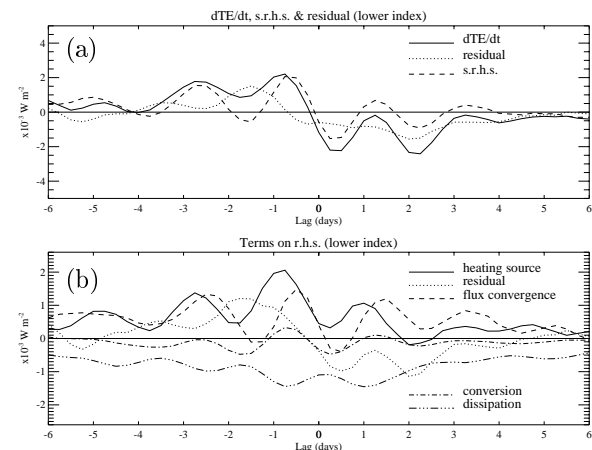 dTE/dt, s.r.h.s. & residual (lower index)
(a)
dTE/dt
residual
s.r.h.s.
x10⁻³ W m⁻²
4
2
0
-2
-4
-6 -5 -4 -3 -2 -1 0 1 2 3 4 5 6
Lag (days)
Terms on r.h.s. (lower index)
(b)
heating source
residual
flux convergence
x10⁻³ W m⁻²
2
1
0
-1
-2
conversion
dissipation
-6 -5 -4 -3 -2 -1 0 1 2 3 4 5 6
Lag (days)